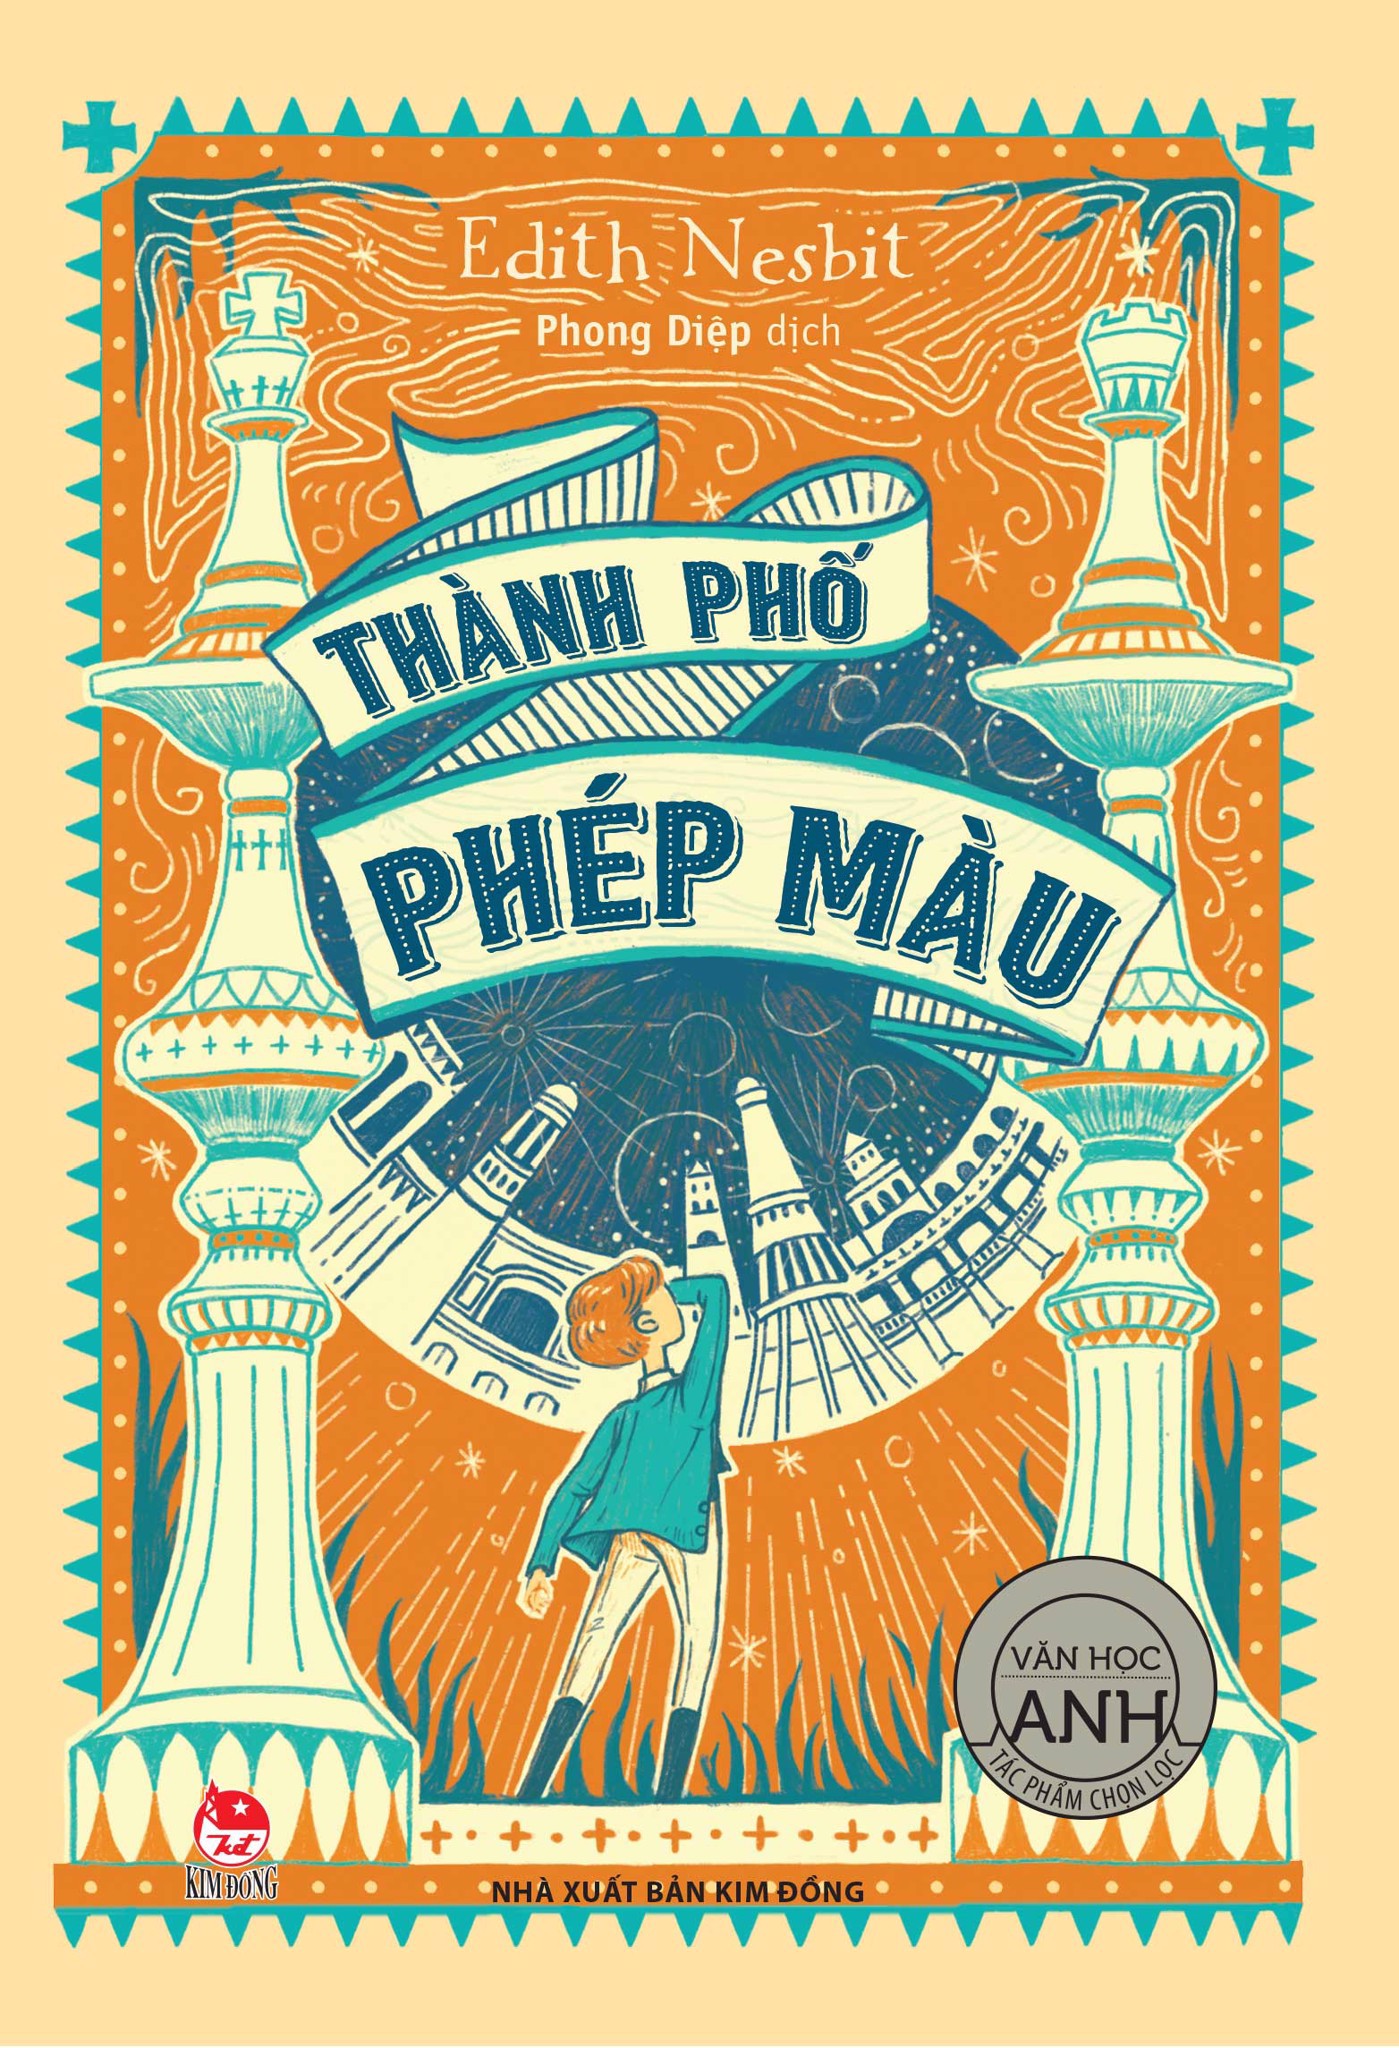 Edith Nesbit
Phong Diệp dịch
THÀNH PHỐ
PHÉP MÀU
VĂN HỌC
ANH
TÁC PHẨM CHỌN LỌC
kđ
KIM ĐỒNG
NHÀ XUẤT BẢN KIM ĐỒNG